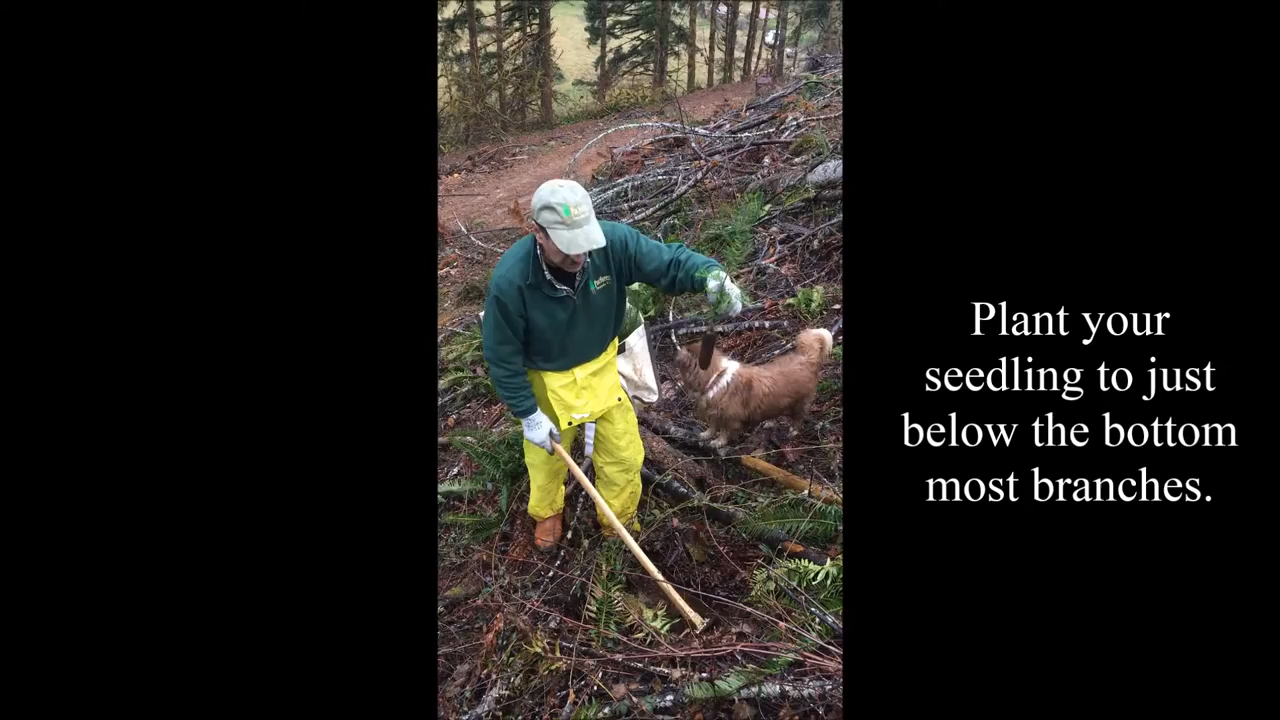 Plant your
seedling to just
below the bottom
most branches.